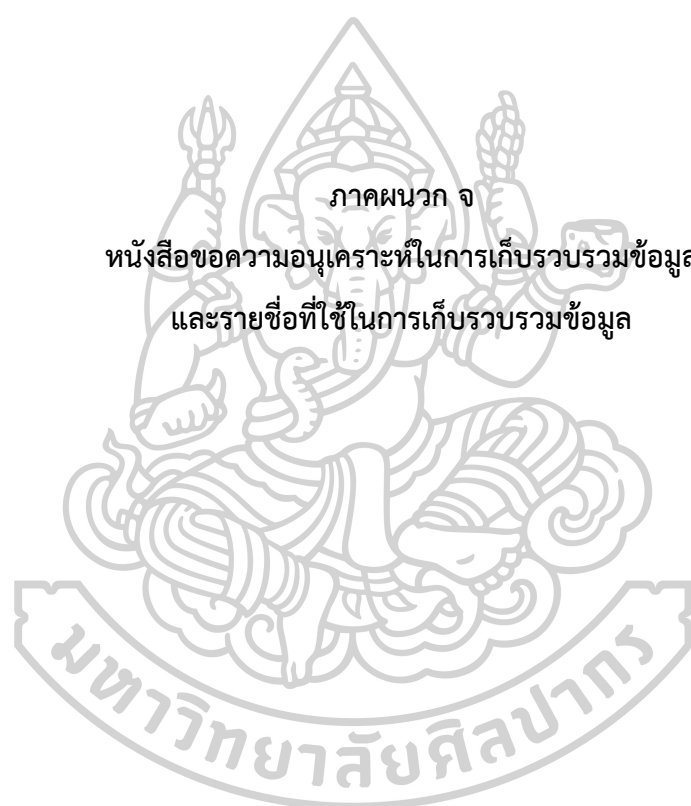 ภาคผนวก จ
หนังสือขอความอนุเคราะห์ในการเก็บรวบรวมข้อมูล
และรายชื่อที่ใช้ในการเก็บรวบรวมข้อมูล
มหาวิทยาลัยศิลปากร